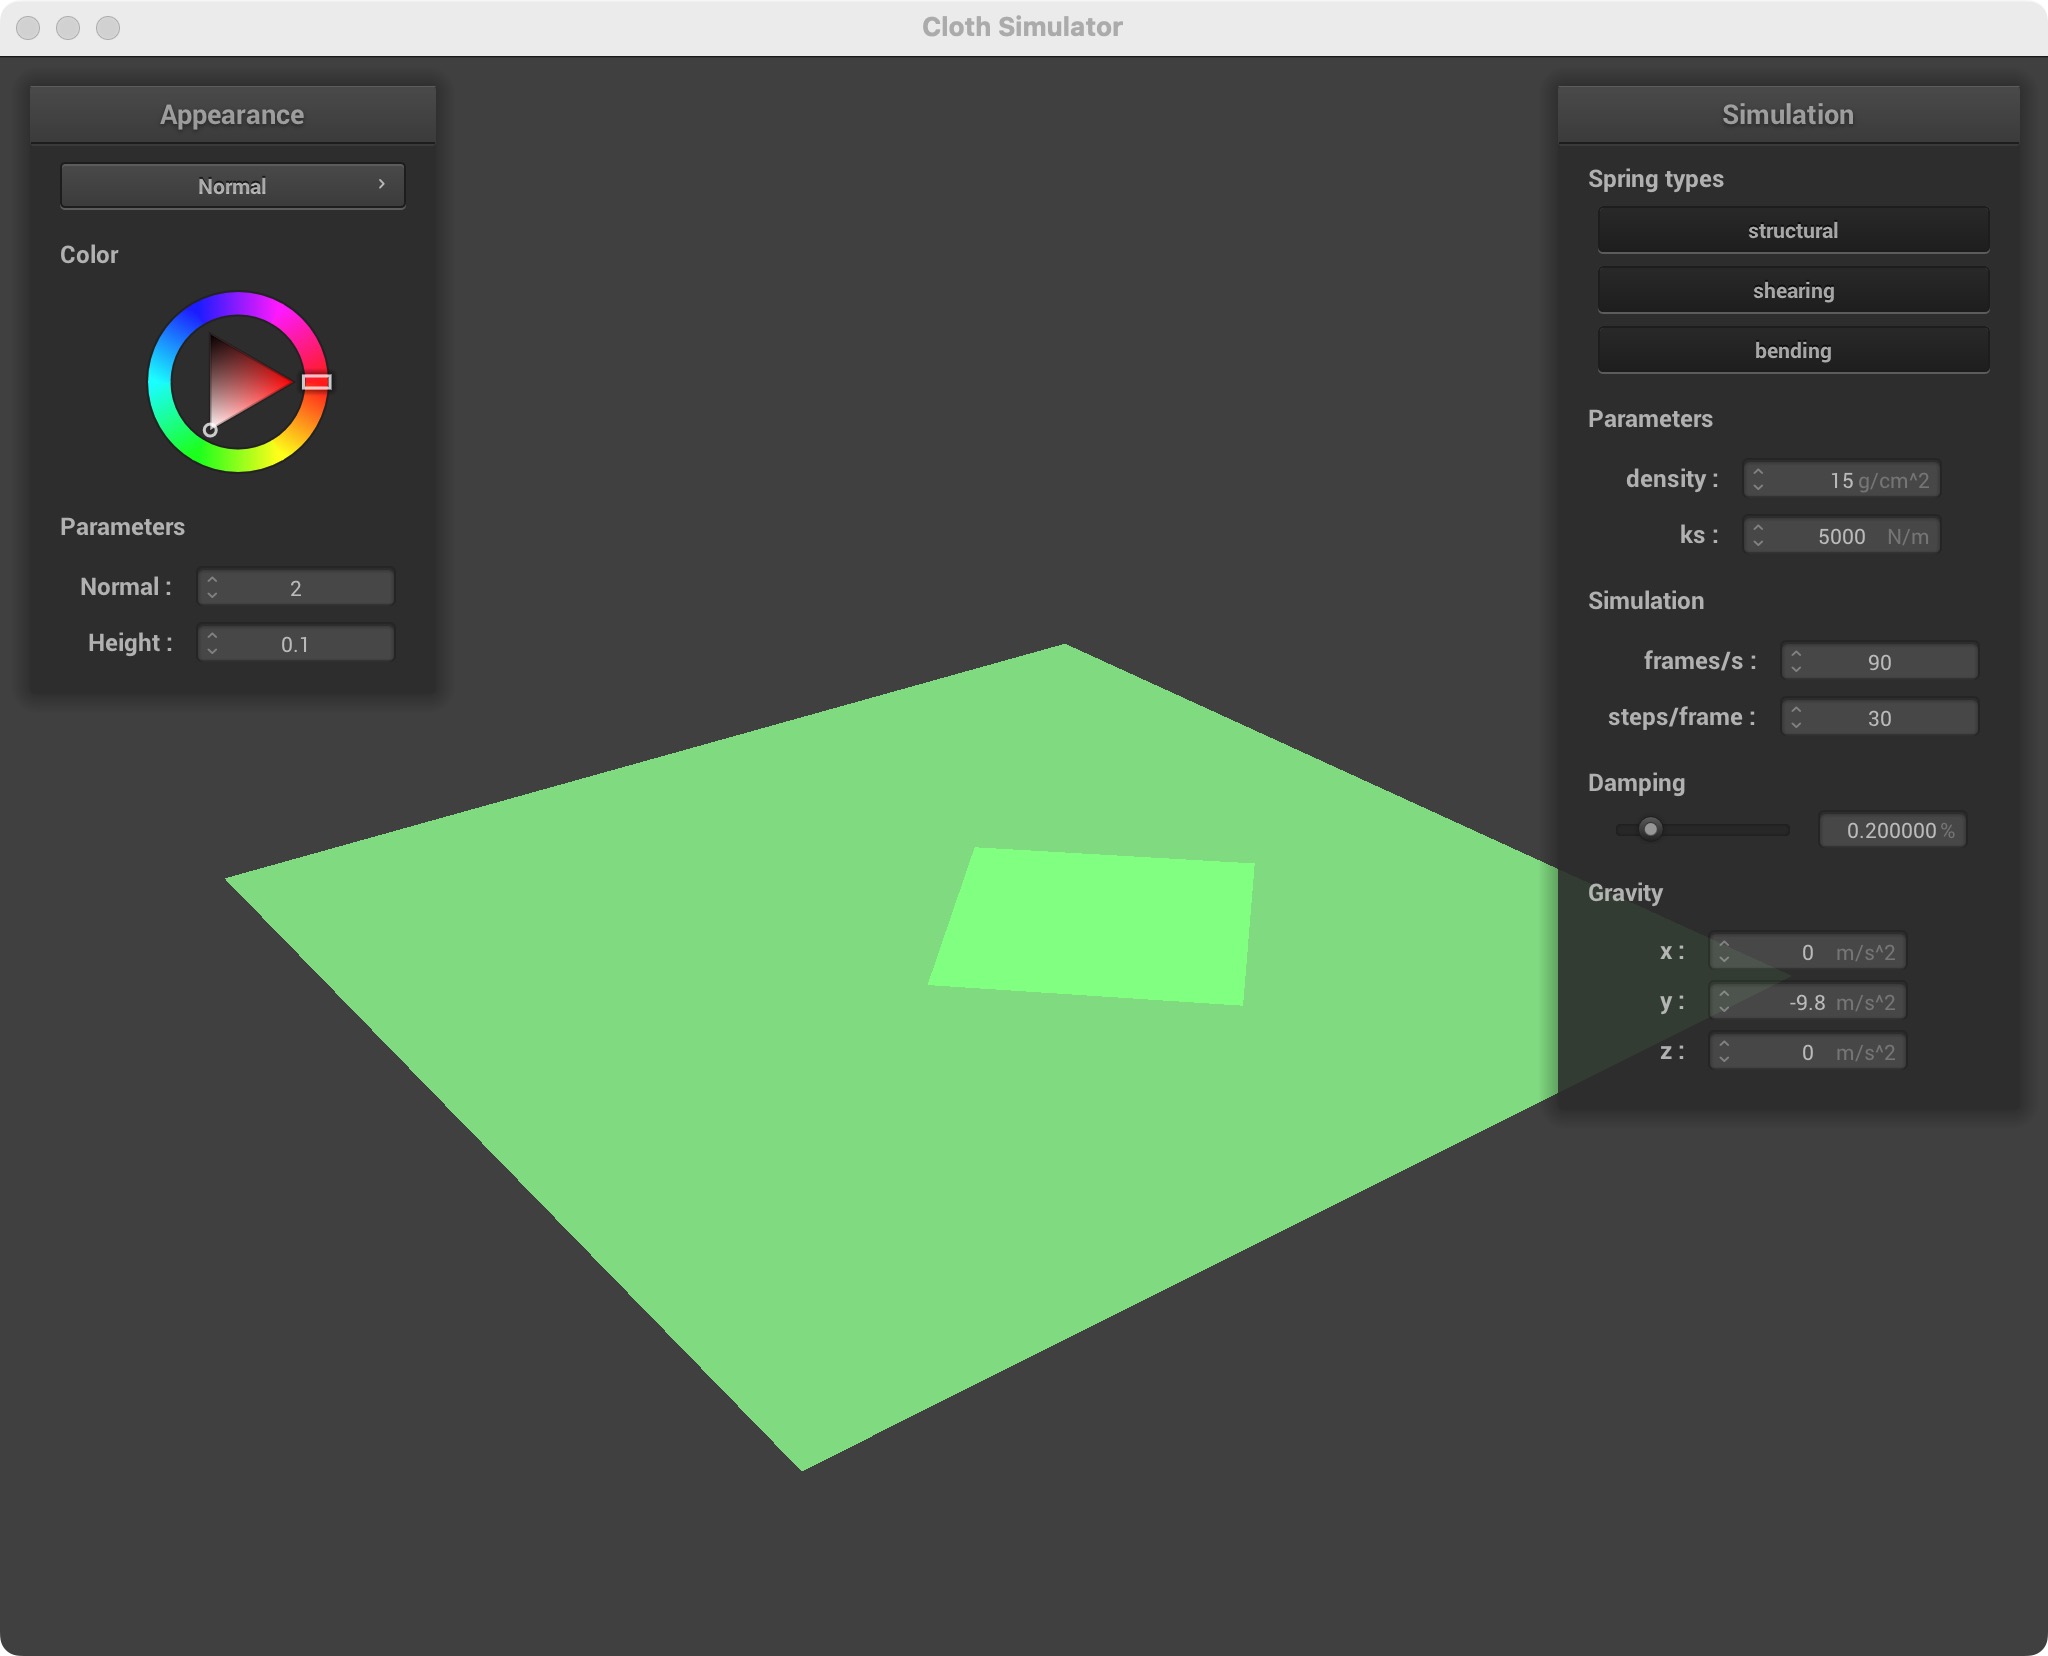 Cloth Simulator
Appearance
Normal
Color
Parameters
Normal : 2
Height : 0.1
Simulation
Spring types
structural
shearing
bending
Parameters
density : 15 g/cm^2
ks : 5000 N/m
Simulation
frames/s : 90
steps/frame : 30
Damping
0.200000 %
Gravity
x : 0 m/s^2
y : -9.8 m/s^2
z : 0 m/s^2